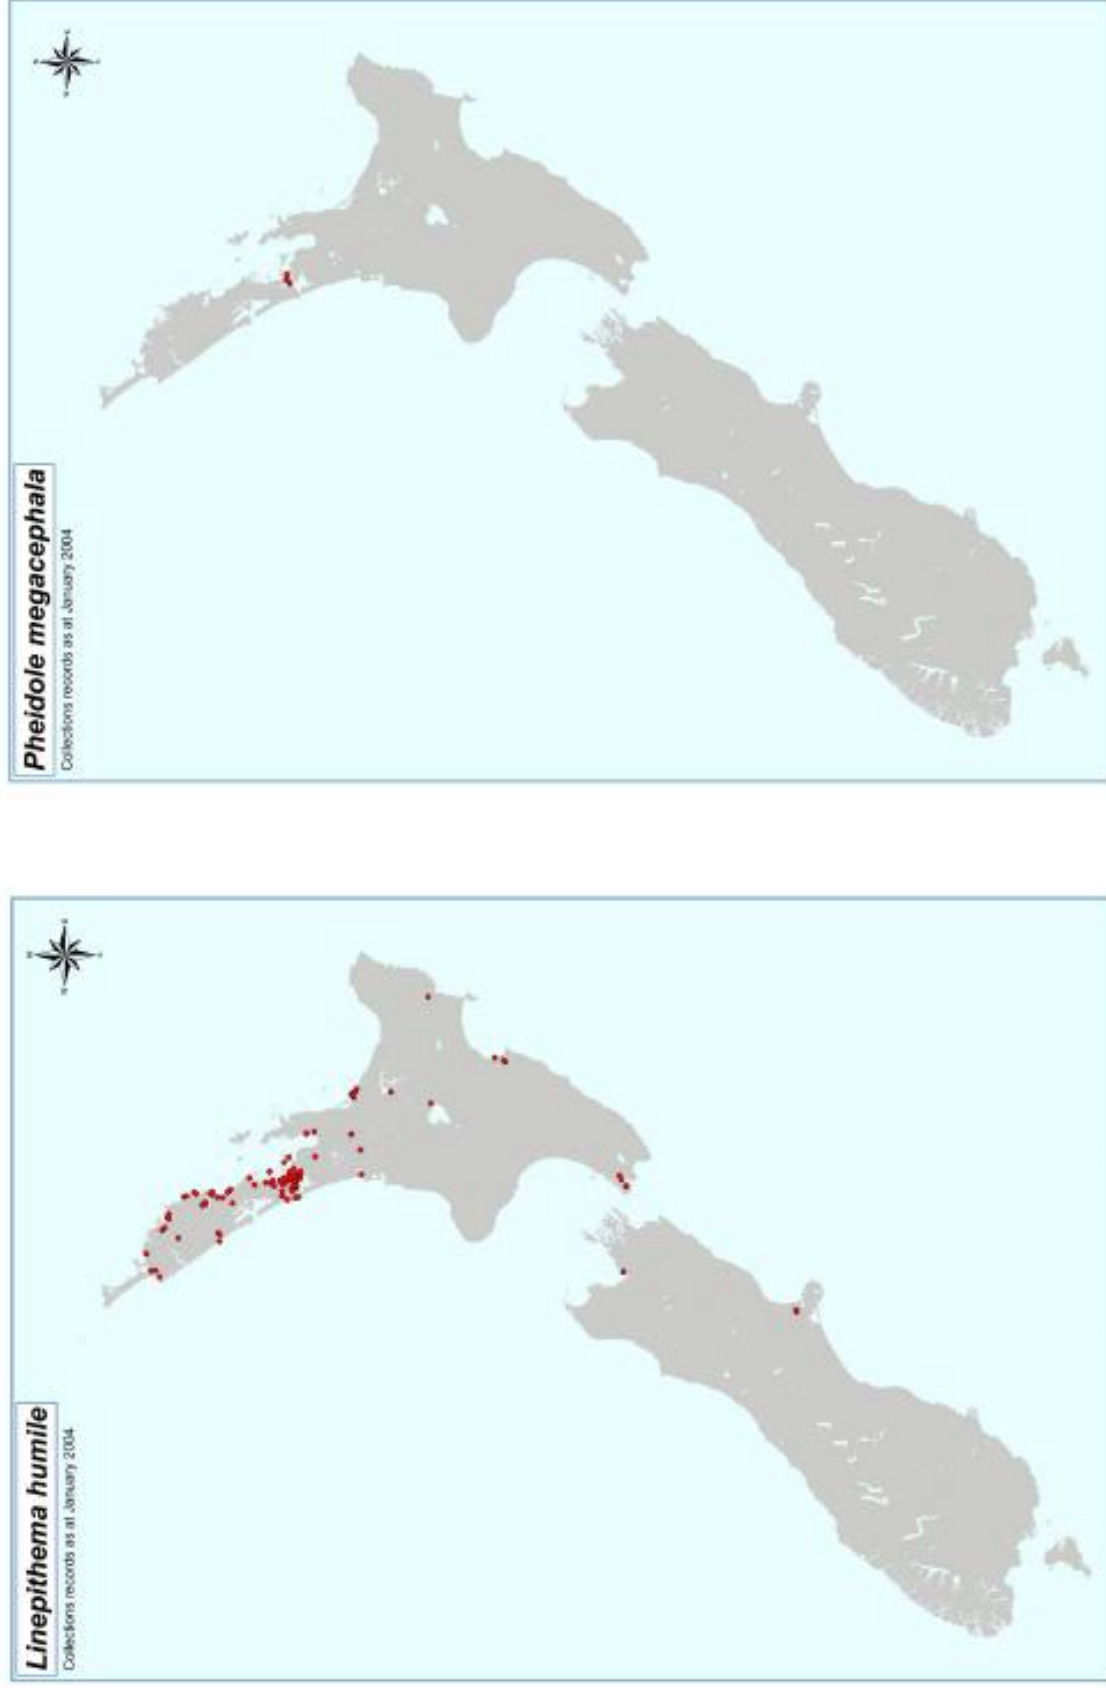 Pheidole megacephala
Collections records as at January 2004
Linepithema humile
Collections records as at January 2004